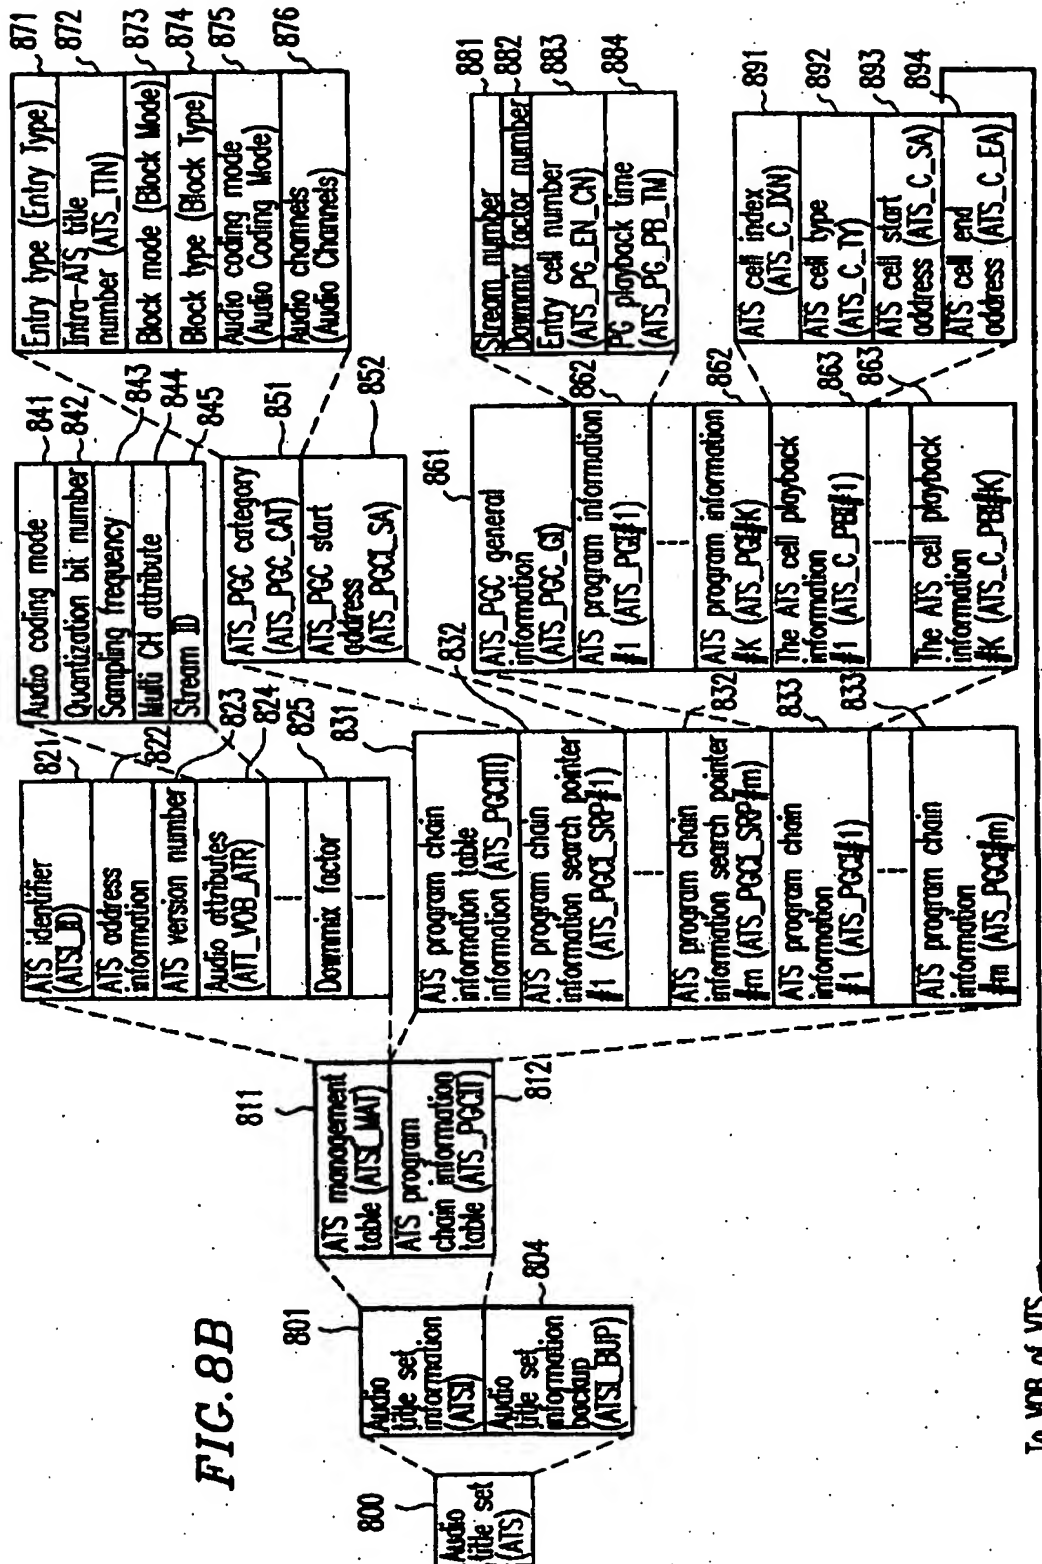 FIG.8B
800
Audio
title set
(ATS)
801
Audio
title set
information
(ATSI)
Audio
title set
information
backup
(ATSI_BUP)
804
811
ATS management
table (ATSI_MAT)
ATS program
chain information
table (ATS_PGCIT)
812
ATS identifier
(ATSI_ID)
821
ATS address
information
822
ATS version number
823
Audio attributes
(ATT_VOB_ATR)
824
Downmix factor
825
831
ATS program chain
information table
information (ATS_PGCITI)
832
ATS program chain
information search pointer
#1 (ATS_PGCI_SRP#1)
ATS program chain
information search pointer
#m (ATS_PGCI_SRP#m)
832
ATS program chain
information
#1 (ATS_PGCI#1)
833
ATS program chain
information
#m (ATS_PGCI#m)
833
Audio coding mode
841
Quantization bit number
842
Sampling frequency
843
Multi CH attribute
844
Stream ID
845
ATS_PGC category
(ATS_PGC_CAT)
851
ATS_PGC start
address
(ATS_PGCI_SA)
852
ATS_PGC general
information
(ATS_PGC_GI)
861
ATS program information
#1 (ATS_PGI#1)
862
ATS program information
#K (ATS_PGI#K)
862
The ATS cell playback
information
#1 (ATS_C_PBI#1)
863
The ATS cell playback
information
#K (ATS_C_PBI#K)
863
Entry type (Entry Type)
871
Intra-ATS title
number (ATS_TTN)
872
Block mode (Block Mode)
873
Block type (Block Type)
874
Audio coding mode
(Audio Coding Mode)
875
Audio channels
(Audio Channels)
876
Stream number
881
Downmix factor number
882
Entry cell number
(ATS_PG_EN_CN)
883
PG playback time
(ATS_PG_PB_TM)
884
ATS cell index
(ATS_C_IXN)
891
ATS cell type
(ATS_C_TY)
892
ATS cell start
address (ATS_C_SA)
893
ATS cell end
address (ATS_C_EA)
894
To VOB of VTS